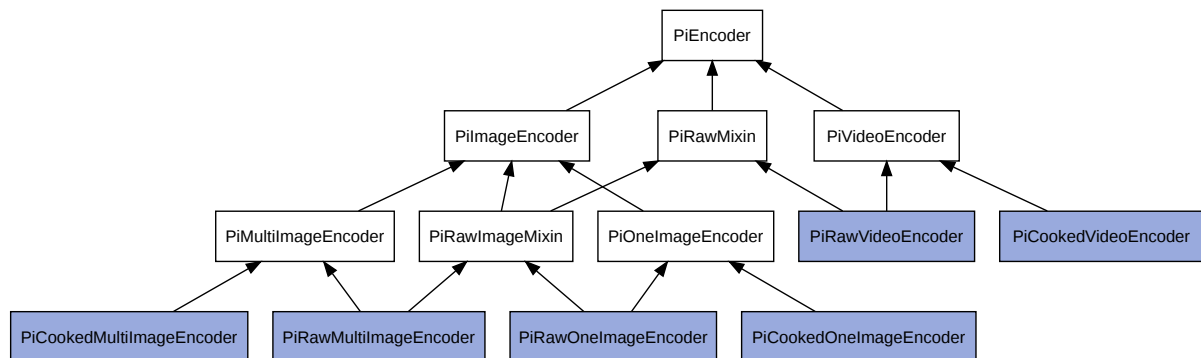 PiEncoder
PiImageEncoder
PiRawMixin
PiVideoEncoder
PiMultiImageEncoder
PiRawImageMixin
PiOneImageEncoder
PiRawVideoEncoder
PiCookedVideoEncoder
PiCookedMultiImageEncoder
PiRawMultiImageEncoder
PiRawOneImageEncoder
PiCookedOneImageEncoder